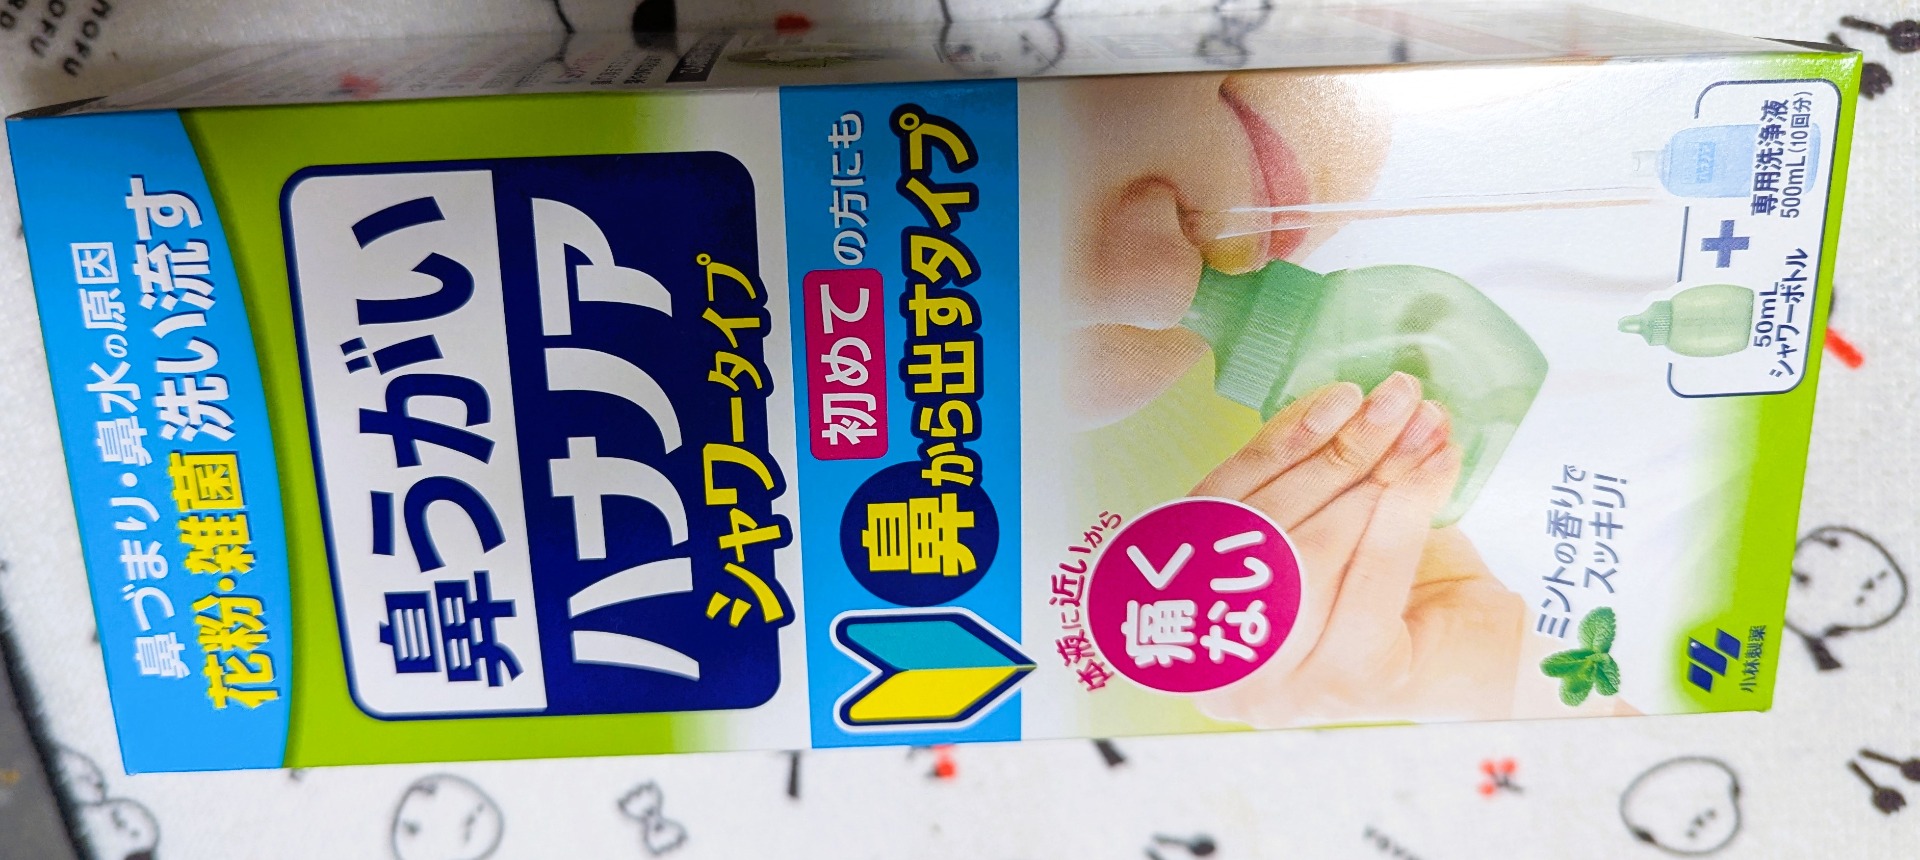 鼻づまり・鼻水の原因
花粉・雑菌 洗い流す
鼻うがい
ハナノア
シャワータイプ
初めての方にも
鼻から出すタイプ
体液に近いから
痛く
ない
ミントの香りで
スッキリ!
50mL
シャワーボトル
+
専用洗浄液
500mL(10回分)
小林製薬
MOFU
MOFU